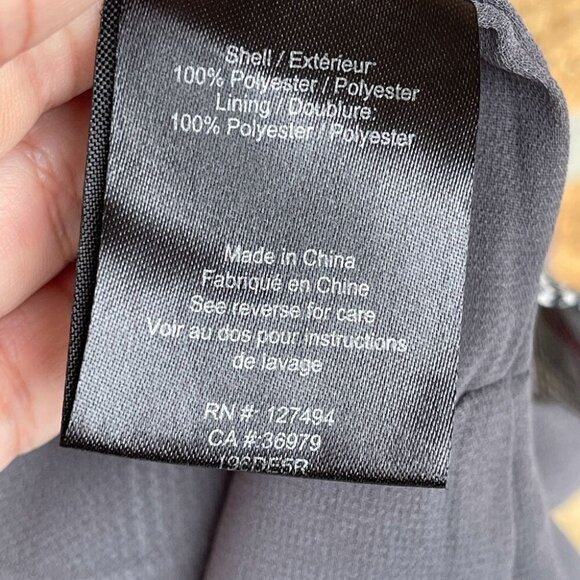 Shell / Extérieur
100% Polyester / Polyester
Lining / Doublure
100% Polyester / Polyester
Made in China
Fabriqué en Chine
See reverse for care
Voir au dos pour instructions
de lavage
RN #: 127494
CA #:36979